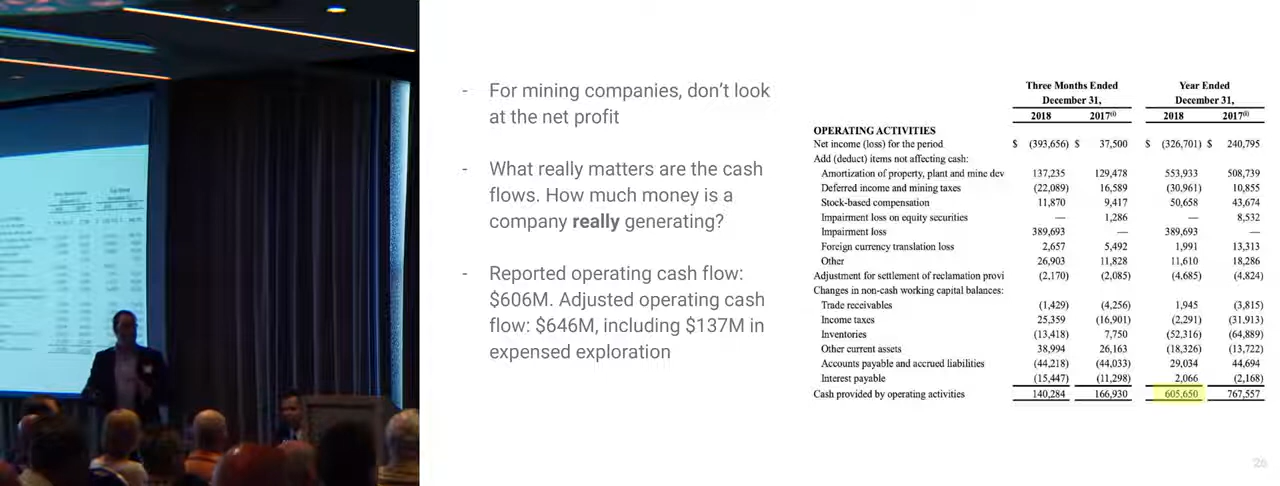 - For mining companies, don't look
at the net profit
- What really matters are the cash
flows. How much money is a
company really generating?
- Reported operating cash flow:
$606M. Adjusted operating cash
flow: $646M, including $137M in
expensed exploration
Three Months Ended Year Ended
December 31, December 31,
2018 2017(i) 2018 2017(i)
OPERATING ACTIVITIES
Net income (loss) for the period $ (393,656) $ 37,500 $ (326,701) $ 240,795
Add (deduct) items not affecting cash:
Amortization of property, plant and mine dev 137,235 129,478 553,933 508,739
Deferred income and mining taxes (22,089) 16,589 (30,961) 10,855
Stock-based compensation 11,870 9,417 50,658 43,674
Impairment loss on equity securities — 1,286 — 8,532
Impairment loss 389,693 — 389,693 —
Foreign currency translation loss 2,657 5,492 1,991 13,313
Other 26,903 11,828 11,610 18,286
Adjustment for settlement of reclamation provi (2,170) (2,085) (4,685) (4,824)
Changes in non-cash working capital balances:
Trade receivables (1,429) (4,256) 1,945 (3,815)
Income taxes 25,359 (16,901) (2,291) (31,913)
Inventories (13,418) 7,750 (52,316) (64,889)
Other current assets 38,994 26,163 (18,326) (13,722)
Accounts payable and accrued liabilities (44,218) (44,033) 29,034 44,694
Interest payable (15,447) (11,298) 2,066 (2,168)
Cash provided by operating activities 140,284 166,930 605,650 767,557
26